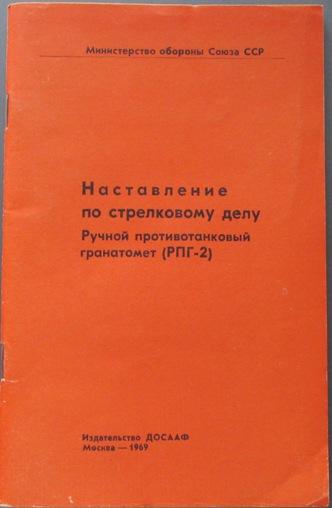 Министерство обороны Союза ССР
Наставление
по стрелковому делу
Ручной противотанковый
гранатомет (РПГ-2)
Издательство ДОСААФ
Москва — 1969